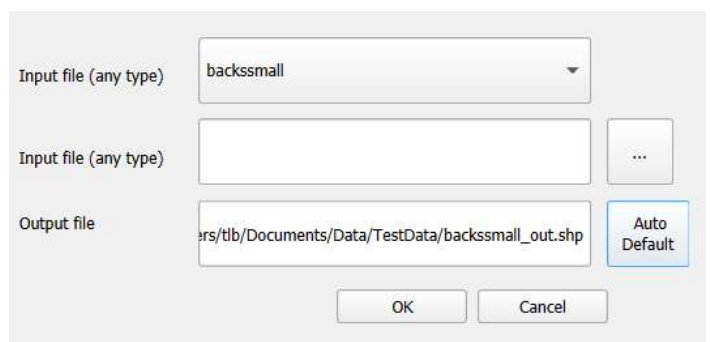 Input file (any type)
backssmall
Input file (any type)
...
Output file
ers/tlb/Documents/Data/TestData/backssmall_out.shp
Auto
Default
OK
Cancel